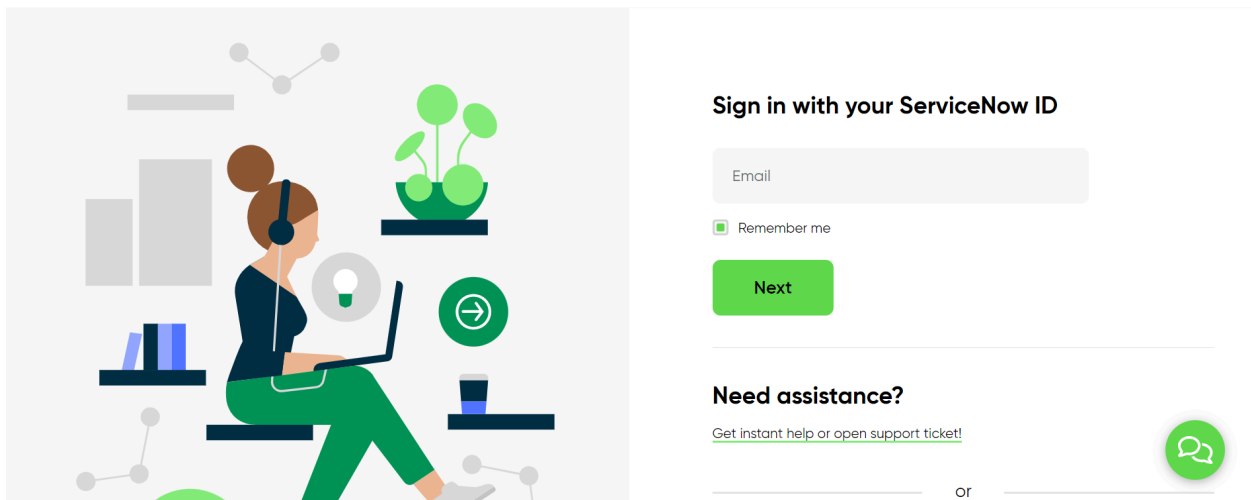 Sign in with your ServiceNow ID
Email
Remember me
Next
Need assistance?
Get instant help or open support ticket!
or